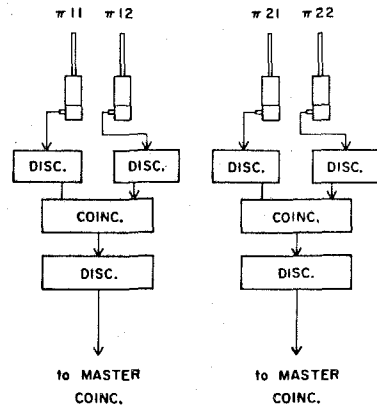 π11 π12 π21 π22
DISC. DISC. DISC. DISC.
COINC. COINC.
DISC. DISC.
to MASTER to MASTER
COINC. COINC.